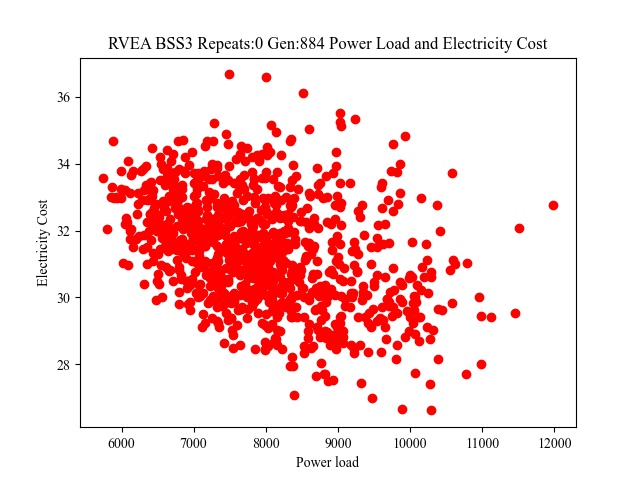 RVEA BSS3 Repeats:0 Gen:884 Power Load and Electricity Cost
36
34
32
30
28
Electricity Cost
6000 7000 8000 9000 10000 11000 12000
Power load